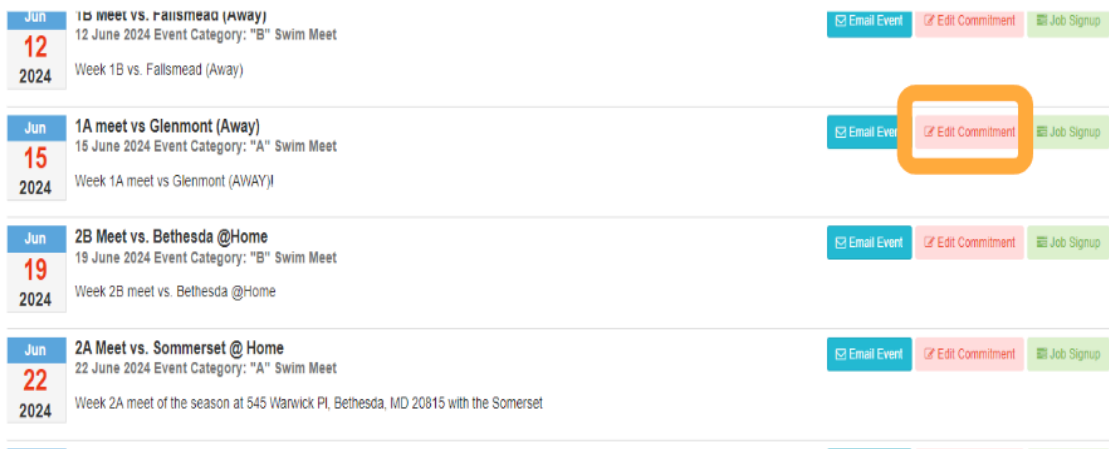 Jun
12
2024
1B Meet vs. Fallsmead (Away)
12 June 2024 Event Category: "B" Swim Meet
Week 1B vs. Fallsmead (Away)
Email Event
Edit Commitment
Job Signup
Jun
15
2024
1A meet vs Glenmont (Away)
15 June 2024 Event Category: "A" Swim Meet
Week 1A meet vs Glenmont (AWAY)!
Email Even
Edit Commitment
Job Signup
Jun
19
2024
2B Meet vs. Bethesda @Home
19 June 2024 Event Category: "B" Swim Meet
Week 2B meet vs. Bethesda @Home
Email Event
Edit Commitment
Job Signup
Jun
22
2024
2A Meet vs. Sommerset @ Home
22 June 2024 Event Category: "A" Swim Meet
Week 2A meet of the season at 545 Warwick Pl, Bethesda, MD 20815 with the Somerset
Email Event
Edit Commitment
Job Signup